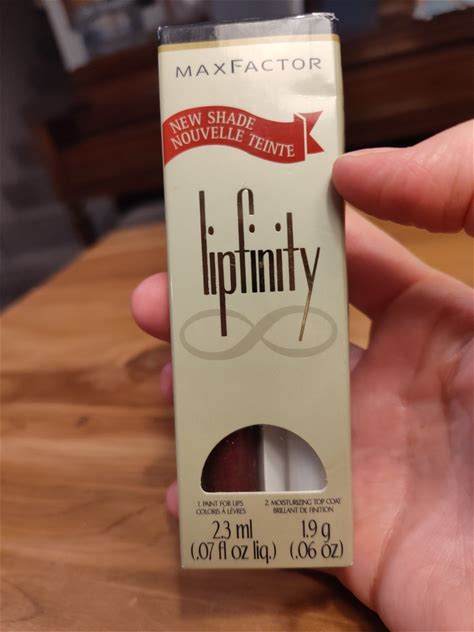 MAXFACTOR
NEW SHADE
NOUVELLE TEINTE
lipfinity
1. PAINT FOR LIPS
COLORIS À LÈVRES
2.3 ml
(.07 fl oz liq.)
2. MOISTURIZING TOP COAT
BRILLANT DE FINITION
1.9 g
(.06 oz)